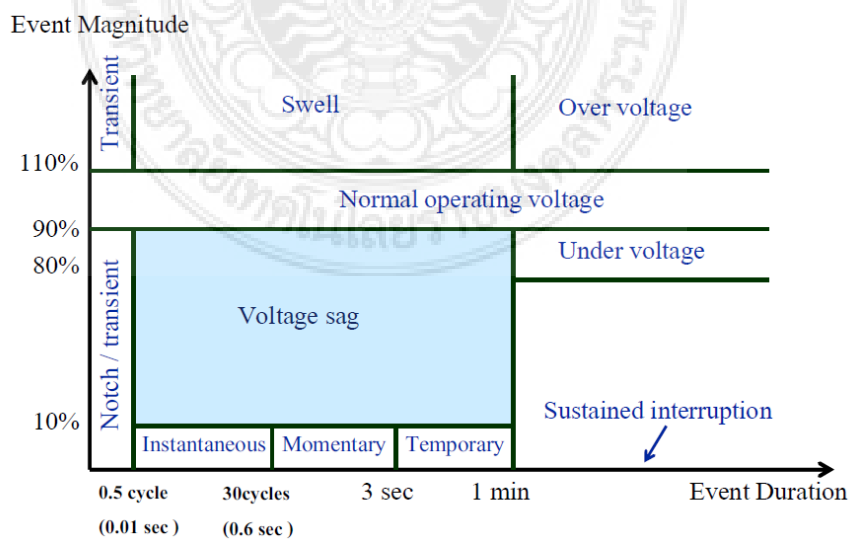 Event Magnitude
Transient
Swell
Over voltage
110%
Normal operating voltage
90%
Under voltage
80%
Notch / transient
Voltage sag
10%
Sustained interruption
Instantaneous
Momentary
Temporary
0.5 cycle
(0.01 sec )
30cycles
(0.6 sec )
3 sec
1 min
Event Duration